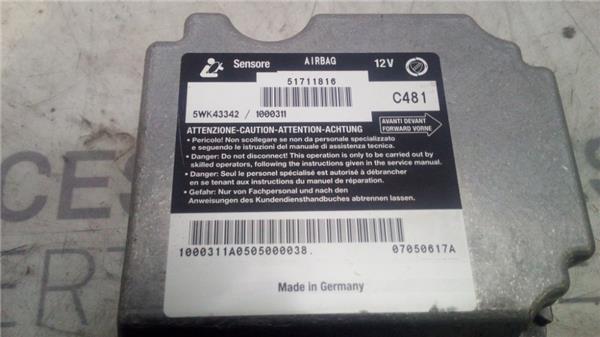 Sensore AIRBAG 12V
51711816
5WK43342 / 1000311
C481
AVANTI DEVANT
FORWARD VORNE
ATTENZIONE-CAUTION-ATTENTION-ACHTUNG
• Pericolo! Non scollegare se non da personale specializzato
e seguendo le istruzioni del manuale di assistenza tecnica.
• Danger: Do not disconnect! This operation is only to be carried out by
skilled operators, following the instructions given in the service manual.
• Danger: Seul le personel spécialisé est autorisé à débrancher
en se tenant aux instructions du manuel de réparation.
• Gefahr: Nur von Fachpersonal und nach den
Anweisungen des Kundendiensthandbuches abtrennen lassen.
1000311A0505000038.
07050617A
Made in Germany